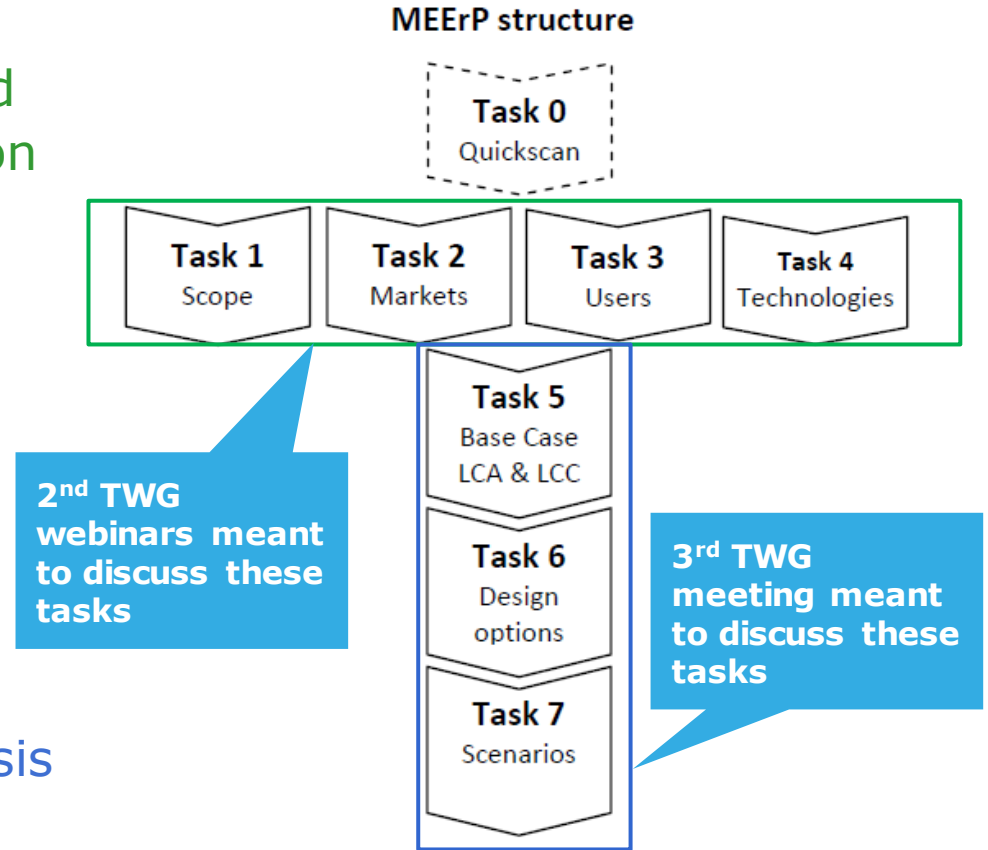 MEErP structure
d
on
Task 0
Quickscan
Task 1
Scope
Task 2
Markets
Task 3
Users
Task 4
Technologies
Task 5
Base Case
LCA & LCC
2nd TWG
webinars meant
to discuss these
tasks
Task 6
Design
options
3rd TWG
meeting meant
to discuss these
tasks
Task 7
Scenarios
sis